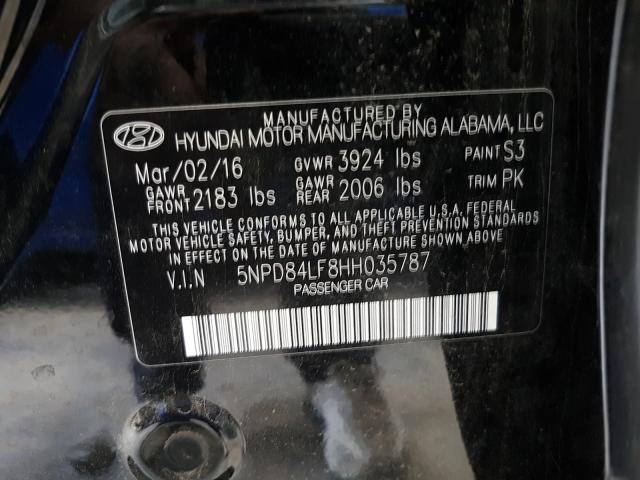 MANUFACTURED BY
HYUNDAI MOTOR MANUFACTURING ALABAMA, LLC
Mar/02/16 GVWR 3924 lbs PAINT S3
GAWR FRONT 2183 lbs GAWR REAR 2006 lbs TRIM PK
THIS VEHICLE CONFORMS TO ALL APPLICABLE U.S.A. FEDERAL
MOTOR VEHICLE SAFETY, BUMPER, AND THEFT PREVENTION STANDARDS
IN EFFECT ON THE DATE OF MANUFACTURE SHOWN ABOVE.
V.I.N 5NPD84LF8HH035787
PASSENGER CAR